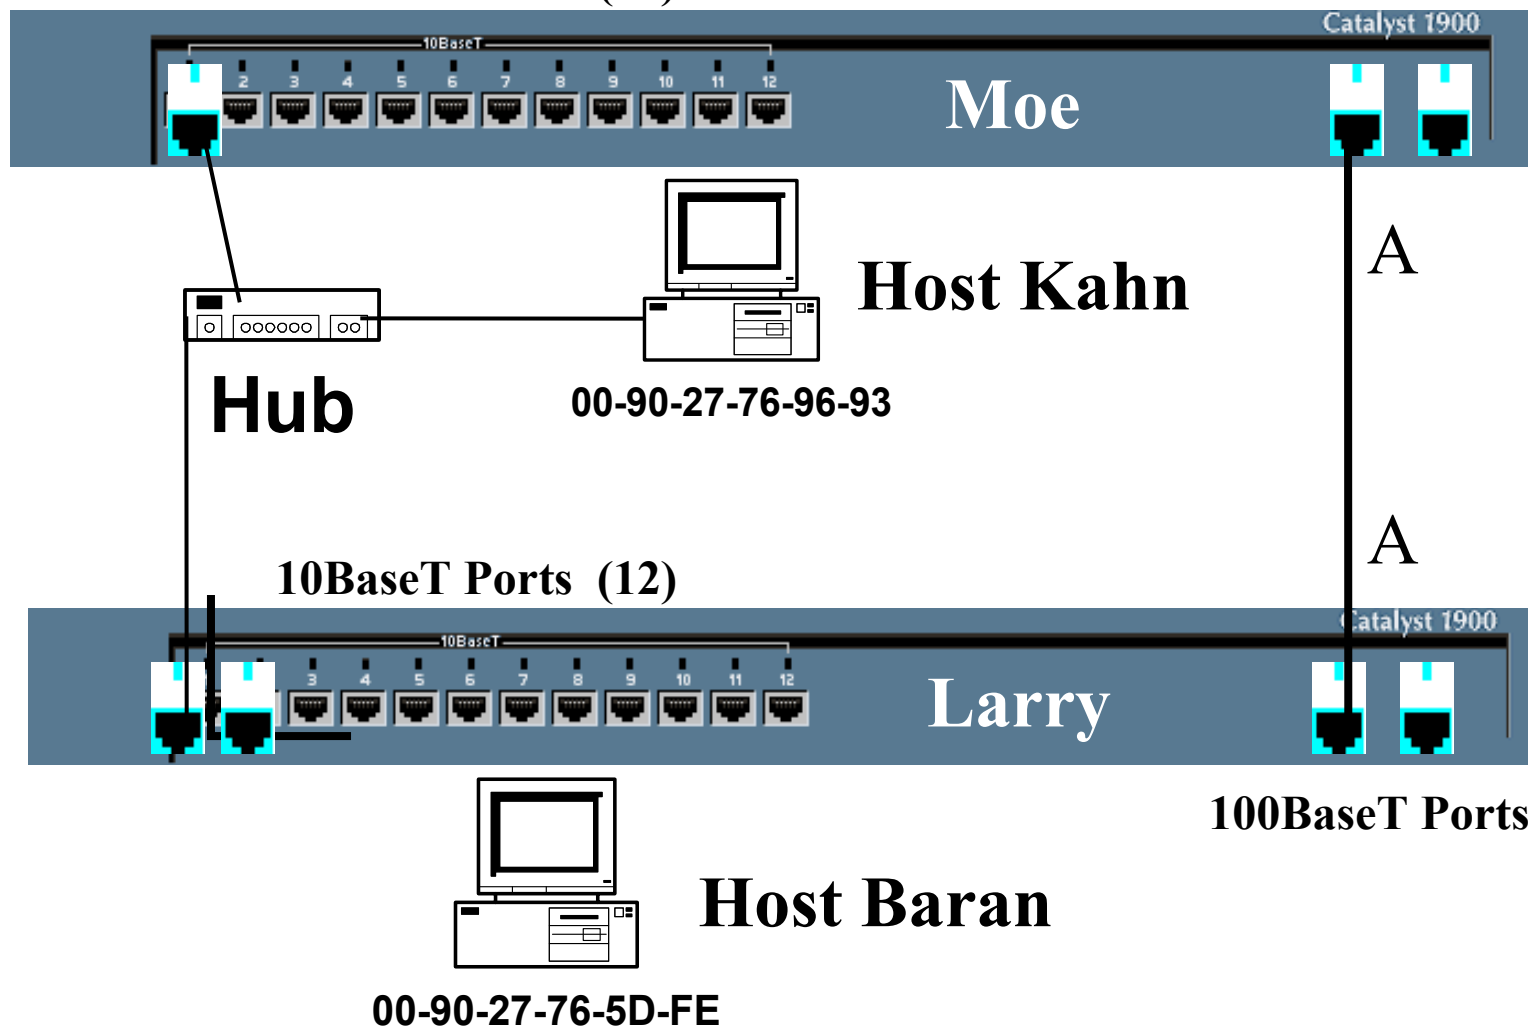 Catalyst 1900
10BaseT
2 3 4 5 6 7 8 9 10 11 12
Moe
A
Host Kahn
Hub
00-90-27-76-96-93
A
10BaseT Ports (12)
Catalyst 1900
10BaseT
3 4 5 6 7 8 9 10 11 12
Larry
100BaseT Ports
Host Baran
00-90-27-76-5D-FE